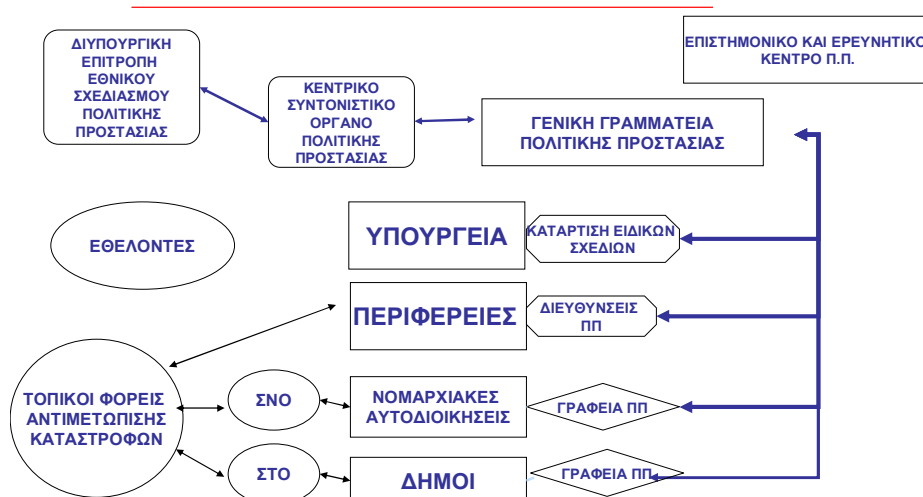 ΔΙΥΠΟΥΡΓΙΚΗ
ΕΠΙΤΡΟΠΗ
ΕΘΝΙΚΟΥ
ΣΧΕΔΙΑΣΜΟΥ
ΠΟΛΙΤΙΚΗΣ
ΠΡΟΣΤΑΣΙΑΣ
ΚΕΝΤΡΙΚΟ
ΣΥΝΤΟΝΙΣΤΙΚΟ
ΟΡΓΑΝΟ
ΠΟΛΙΤΙΚΗΣ
ΠΡΟΣΤΑΣΙΑΣ
ΓΕΝΙΚΗ ΓΡΑΜΜΑΤΕΙΑ
ΠΟΛΙΤΙΚΗΣ ΠΡΟΣΤΑΣΙΑΣ
ΕΠΙΣΤΗΜΟΝΙΚΟ ΚΑΙ ΕΡΕΥΝΗΤΙΚΟ
ΚΕΝΤΡΟ Π.Π.
ΕΘΕΛΟΝΤΕΣ
ΥΠΟΥΡΓΕΙΑ
ΚΑΤΑΡΤΙΣΗ ΕΙΔΙΚΩΝ
ΣΧΕΔΙΩΝ
ΠΕΡΙΦΕΡΕΙΕΣ
ΔΙΕΥΘΥΝΣΕΙΣ
ΠΠ
ΤΟΠΙΚΟΙ ΦΟΡΕΙΣ
ΑΝΤΙΜΕΤΩΠΙΣΗΣ
ΚΑΤΑΣΤΡΟΦΩΝ
ΣΝΟ
ΝΟΜΑΡΧΙΑΚΕΣ
ΑΥΤΟΔΙΟΙΚΗΣΕΙΣ
ΓΡΑΦΕΙΑ ΠΠ
ΣΤΟ
ΔΗΜΟΙ
ΓΡΑΦΕΙΑ ΠΠ